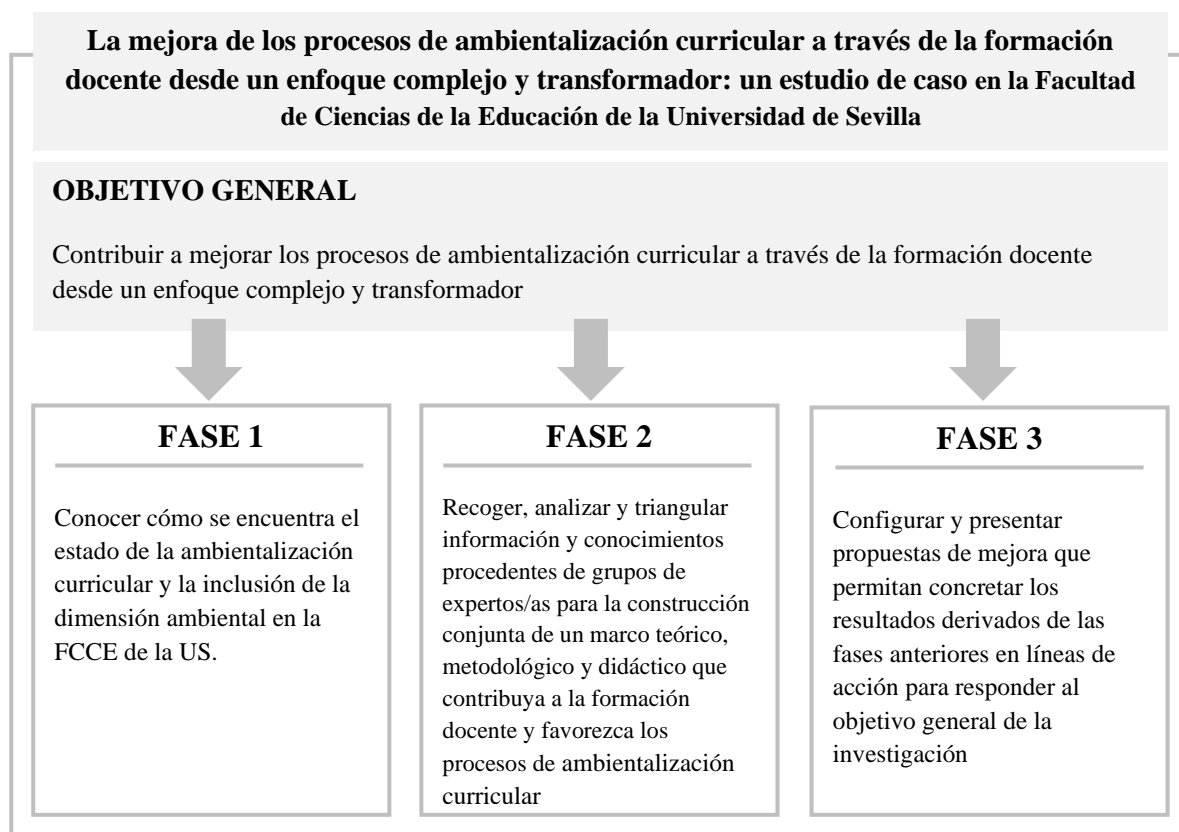 La mejora de los procesos de ambientalización curricular a través de la formación
docente desde un enfoque complejo y transformador: un estudio de caso en la Facultad
de Ciencias de la Educación de la Universidad de Sevilla
OBJETIVO GENERAL
Contribuir a mejorar los procesos de ambientalización curricular a través de la formación docente
desde un enfoque complejo y transformador
FASE 1
Conocer cómo se encuentra el
estado de la ambientalización
curricular y la inclusión de la
dimensión ambiental en la
FCCE de la US.
FASE 2
Recoger, analizar y triangular
información y conocimientos
procedentes de grupos de
expertos/as para la construcción
conjunta de un marco teórico,
metodológico y didáctico que
contribuya a la formación
docente y favorezca los
procesos de ambientalización
curricular
FASE 3
Configurar y presentar
propuestas de mejora que
permitan concretar los
resultados derivados de las
fases anteriores en líneas de
acción para responder al
objetivo general de la
investigación